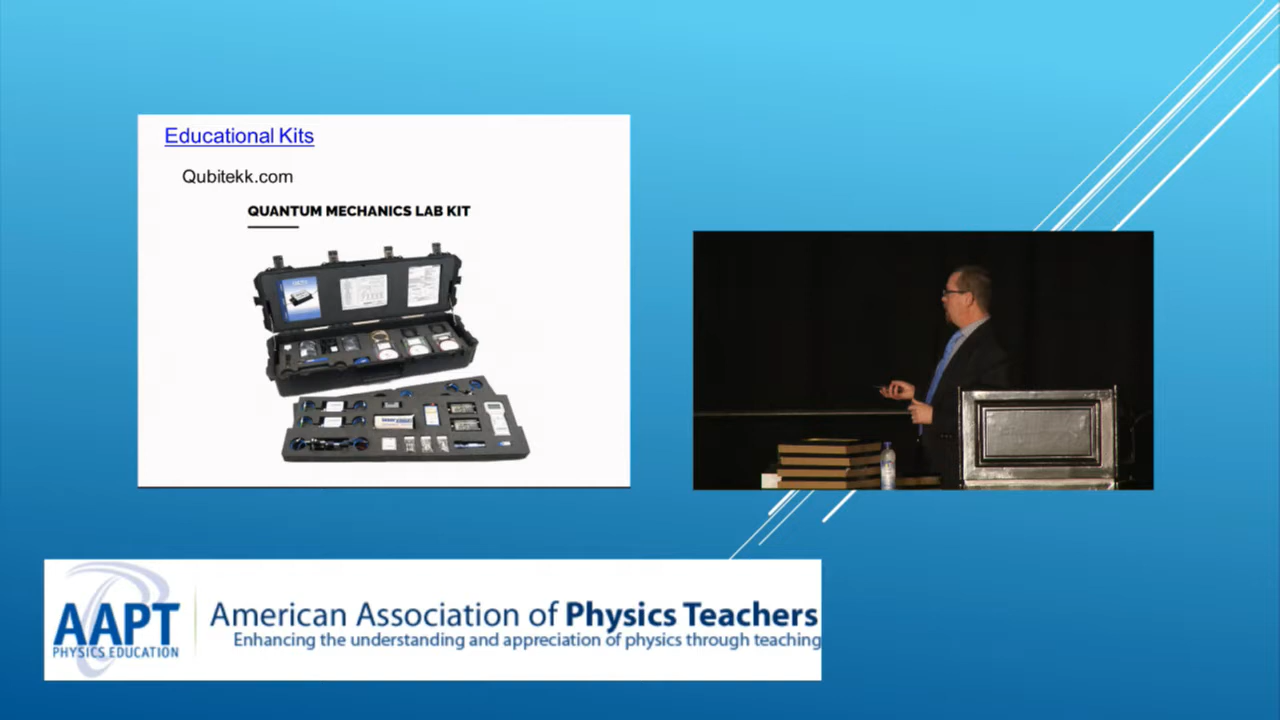 Educational Kits
Qubitekk.com
QUANTUM MECHANICS LAB KIT
AAPT
PHYSICS EDUCATION
American Association of Physics Teachers
Enhancing the understanding and appreciation of physics through teaching